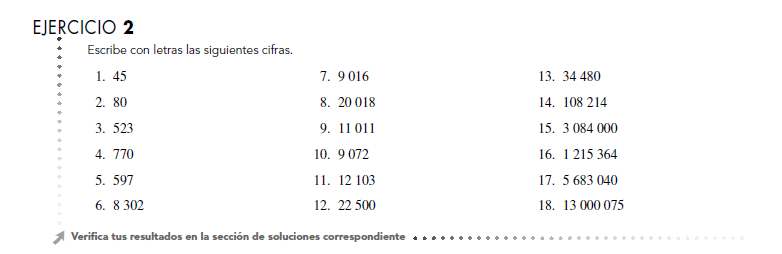 EJERCICIO 2
Escribe con letras las siguientes cifras.
1. 45
2. 80
3. 523
4. 770
5. 597
6. 8 302
7. 9 016
8. 20 018
9. 11 011
10. 9 072
11. 12 103
12. 22 500
13. 34 480
14. 108 214
15. 3 084 000
16. 1 215 364
17. 5 683 040
18. 13 000 075
Verifica tus resultados en la sección de soluciones correspondiente